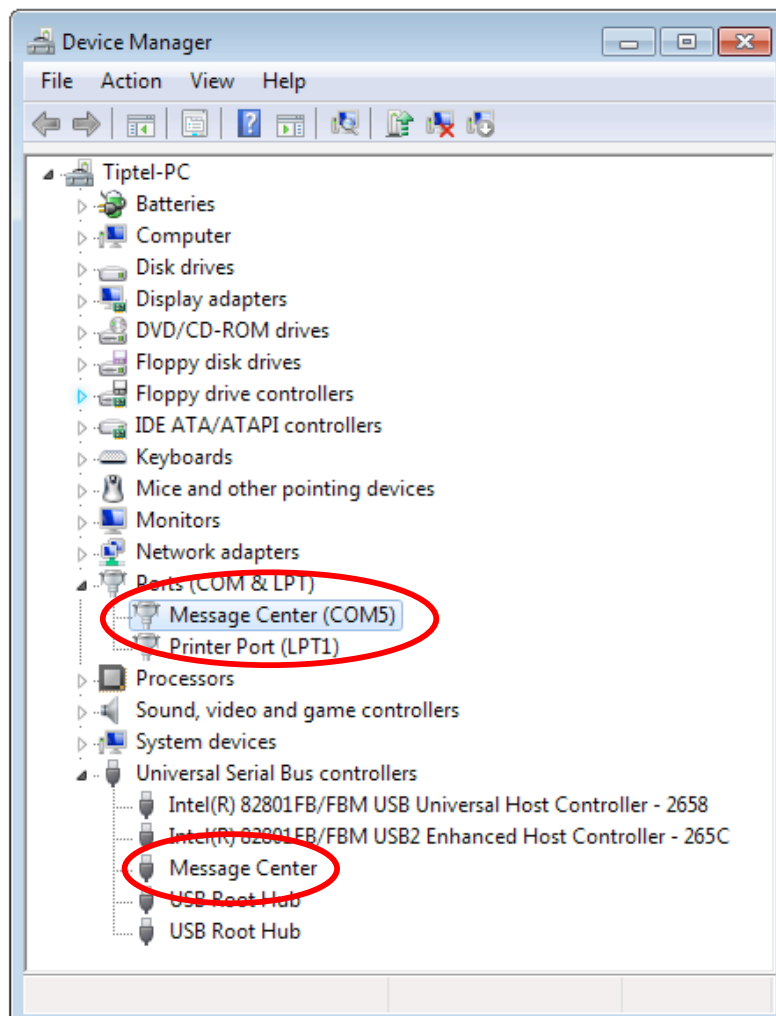 Device Manager
File Action View Help
Tiptel-PC
Batteries
Computer
Disk drives
Display adapters
DVD/CD-ROM drives
Floppy disk drives
Floppy drive controllers
IDE ATA/ATAPI controllers
Keyboards
Mice and other pointing devices
Monitors
Network adapters
Ports (COM & LPT)
Message Center (COM5)
Printer Port (LPT1)
Processors
Sound, video and game controllers
System devices
Universal Serial Bus controllers
Intel(R) 82801FB/FBM USB Universal Host Controller - 2658
Intel(R) 82801FB/FBM USB2 Enhanced Host Controller - 265C
Message Center
USB Root Hub
USB Root Hub